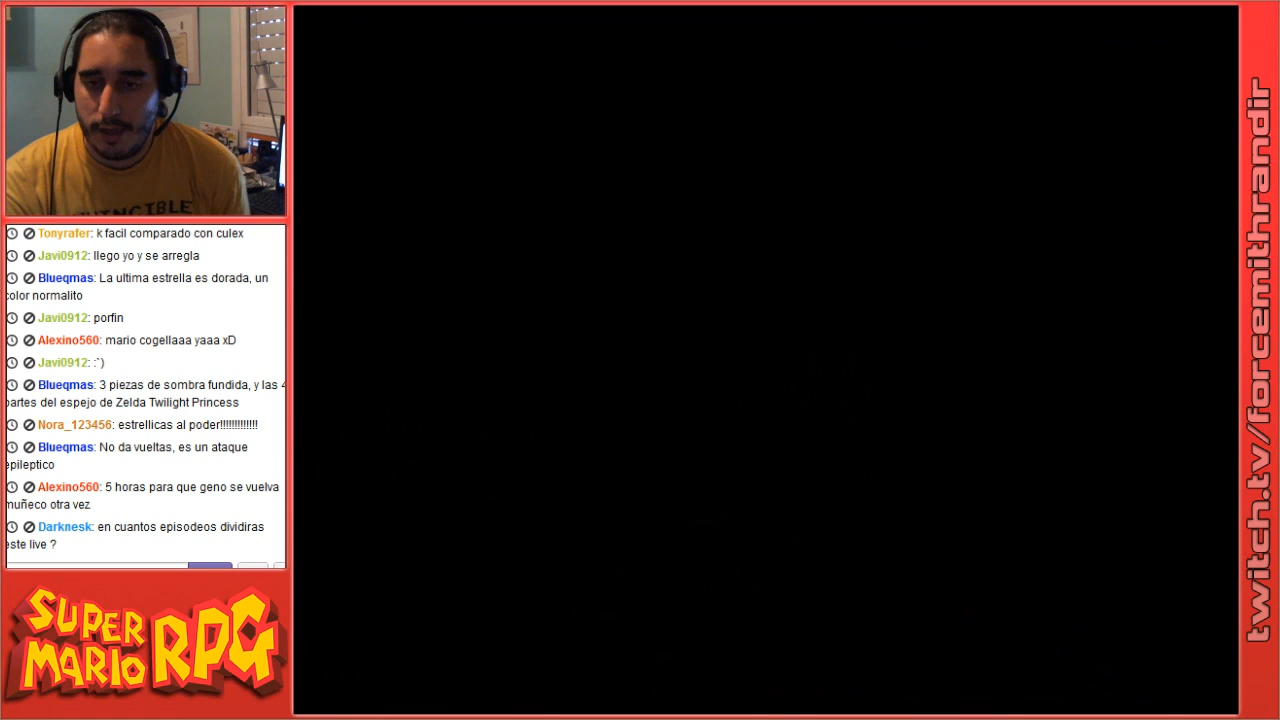 INVINCIBLE
Tonyrafer: k facil comparado con culex
Javi0912: llego yo y se arregla
Blueqmas: La ultima estrella es dorada, un
color normalito
Javi0912: porfin
Alexino560: mario cogellaaa yaaa xD
Javi0912: :`)
Blueqmas: 3 piezas de sombra fundida, y las 4
partes del espejo de Zelda Twilight Princess
Nora_123456: estrellicas al poder!!!!!!!!!!!!!
Blueqmas: No da vueltas, es un ataque
epileptico
Alexino560: 5 horas para que geno se vuelva
muñeco otra vez
Darknesk: en cuantos episodeos dividiras
este live ?
SUPER
MARIO RPG
twitch.tv/forcemithrandir